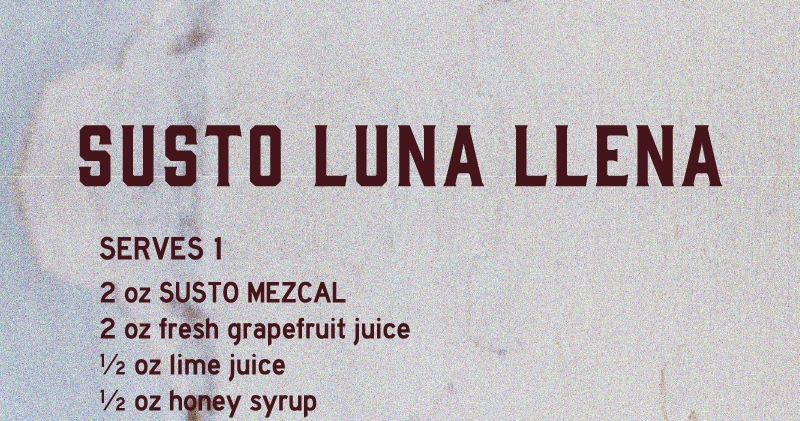 SUSTO LUNA LLENA
SERVES 1
2 oz SUSTO MEZCAL
2 oz fresh grapefruit juice
½ oz lime juice
½ oz honey syrup